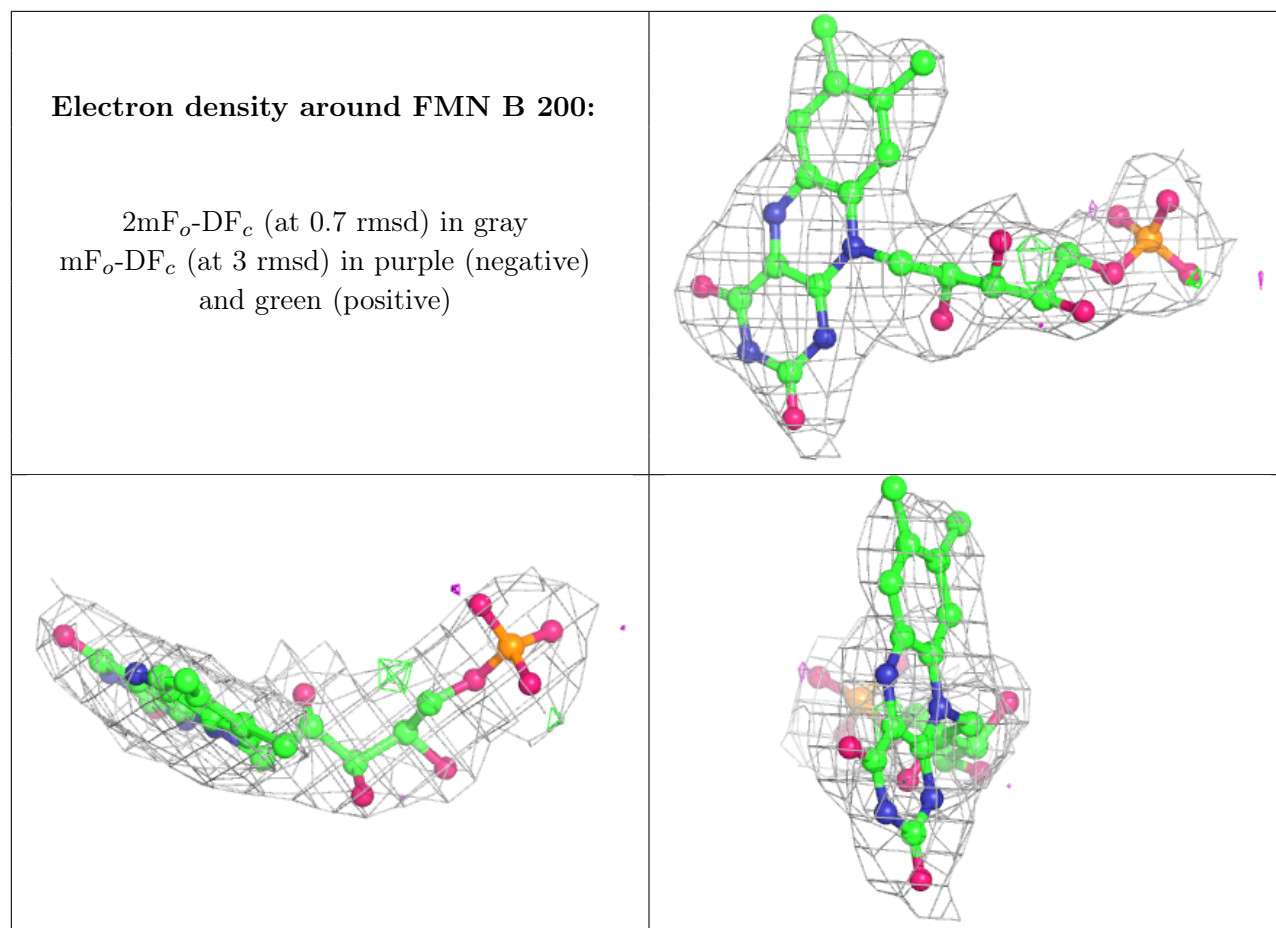 Electron density around FMN B 200:
2mFo-DFc (at 0.7 rmsd) in gray
mFo-DFc (at 3 rmsd) in purple (negative)
and green (positive)